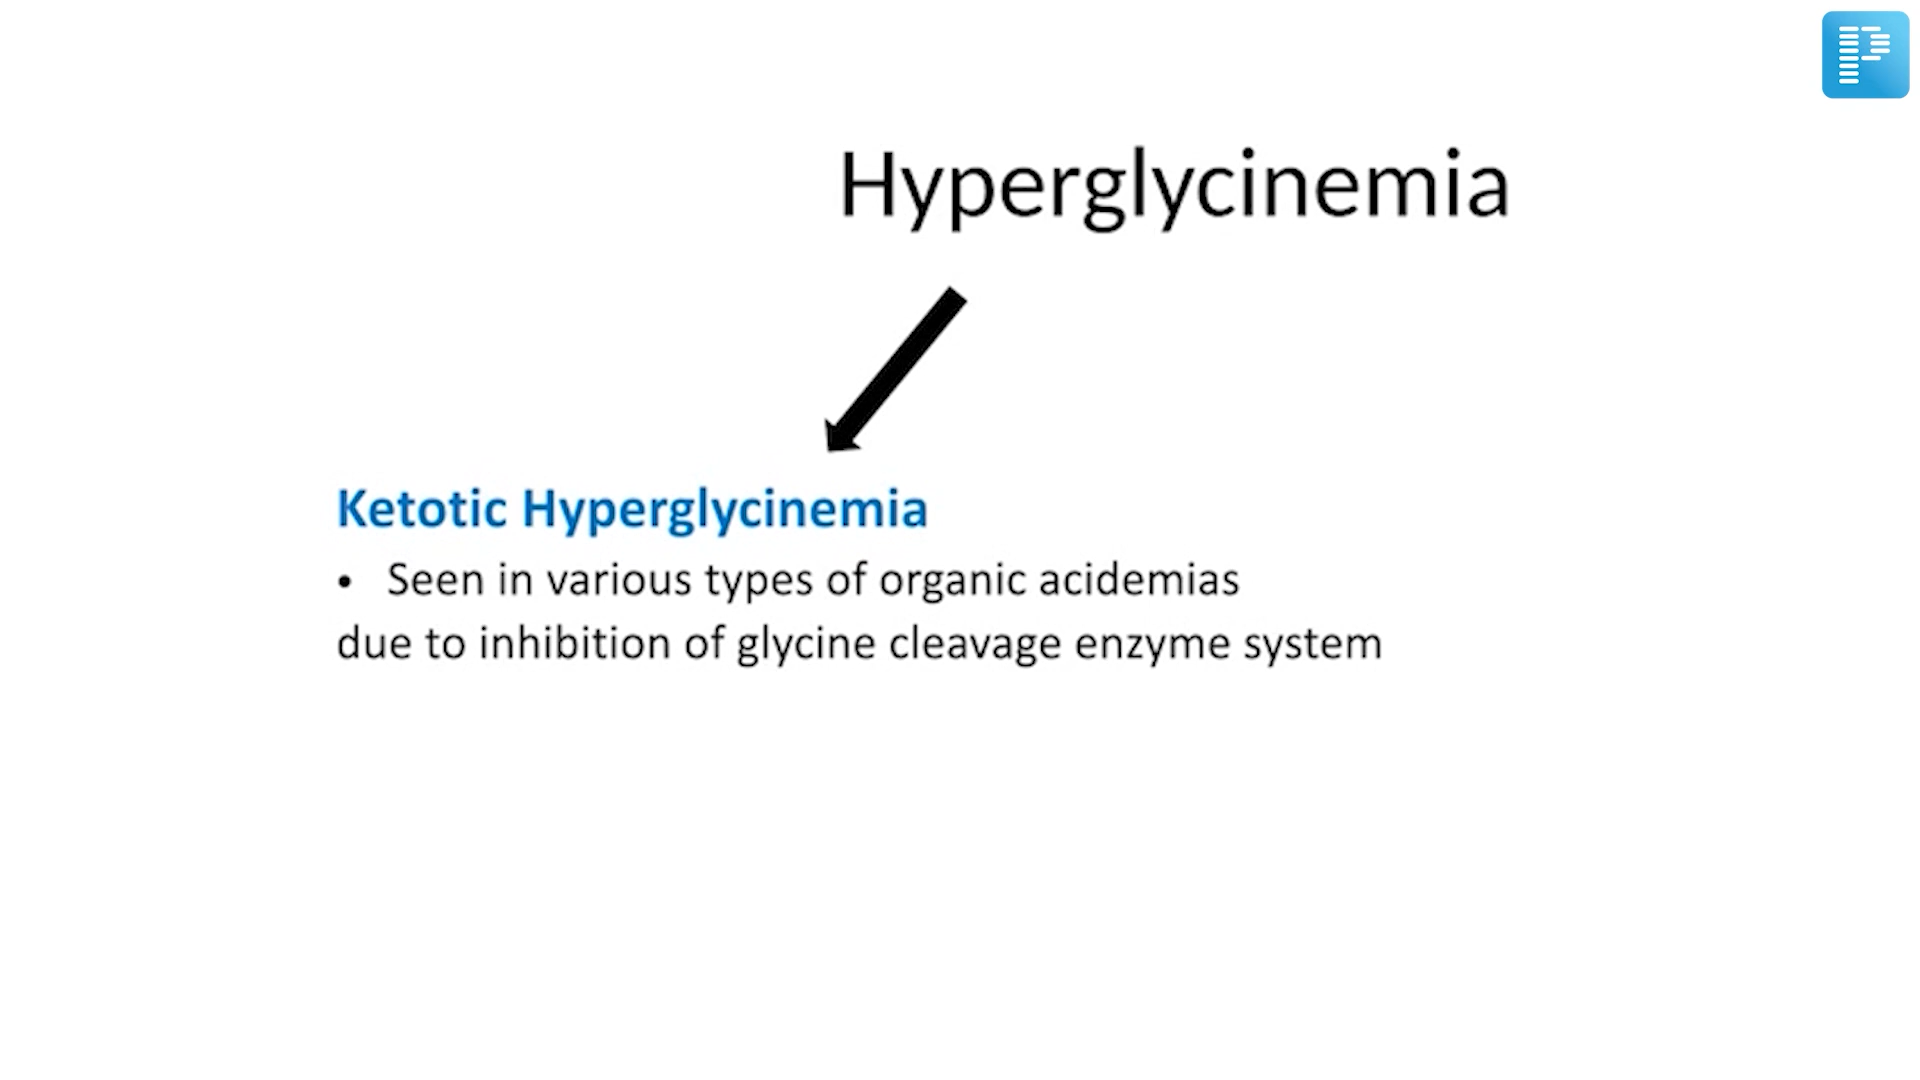 Hyperglycinemia
Ketotic Hyperglycinemia
• Seen in various types of organic acidemias
due to inhibition of glycine cleavage enzyme system